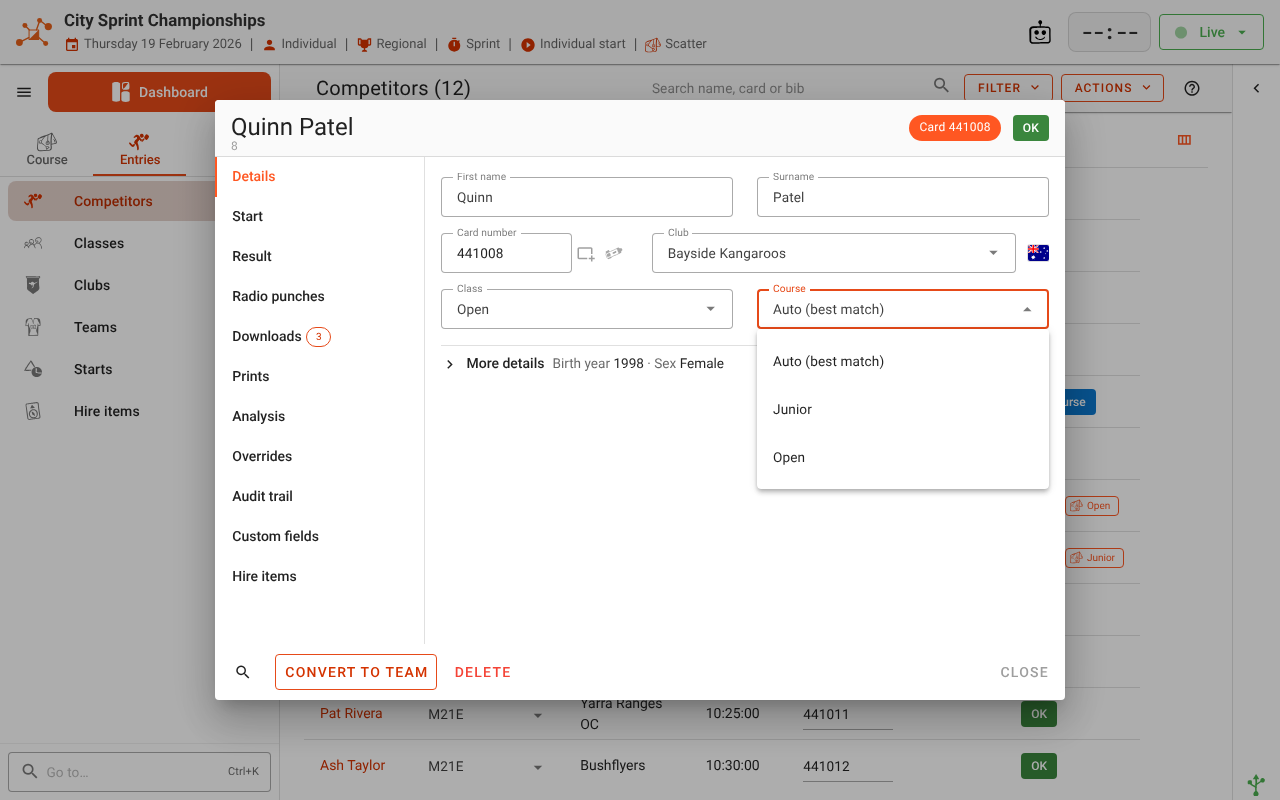 City Sprint Championships
Thursday 19 February 2026 | Individual | Regional | Sprint | Individual start | Scatter
--:--
Live
Dashboard
Competitors (12)
Search name, card or bib
FILTER
ACTIONS
Course
Entries
Competitors
Classes
Clubs
Teams
Starts
Hire items
Quinn Patel
8
Card 441008
OK
Details
Start
Result
Radio punches
Downloads 3
Prints
Analysis
Overrides
Audit trail
Custom fields
Hire items
First name
Quinn
Surname
Patel
Card number
441008
Club
Bayside Kangaroos
Class
Open
Course
Auto (best match)
More details Birth year 1998 · Sex Female
Auto (best match)
Junior
Open
urse
Open
Junior
CONVERT TO TEAM
DELETE
CLOSE
Pat Rivera M21E Yarra Ranges OC 10:25:00 441011 OK
Ash Taylor M21E Bushflyers 10:30:00 441012 OK
Go to… Ctrl+K